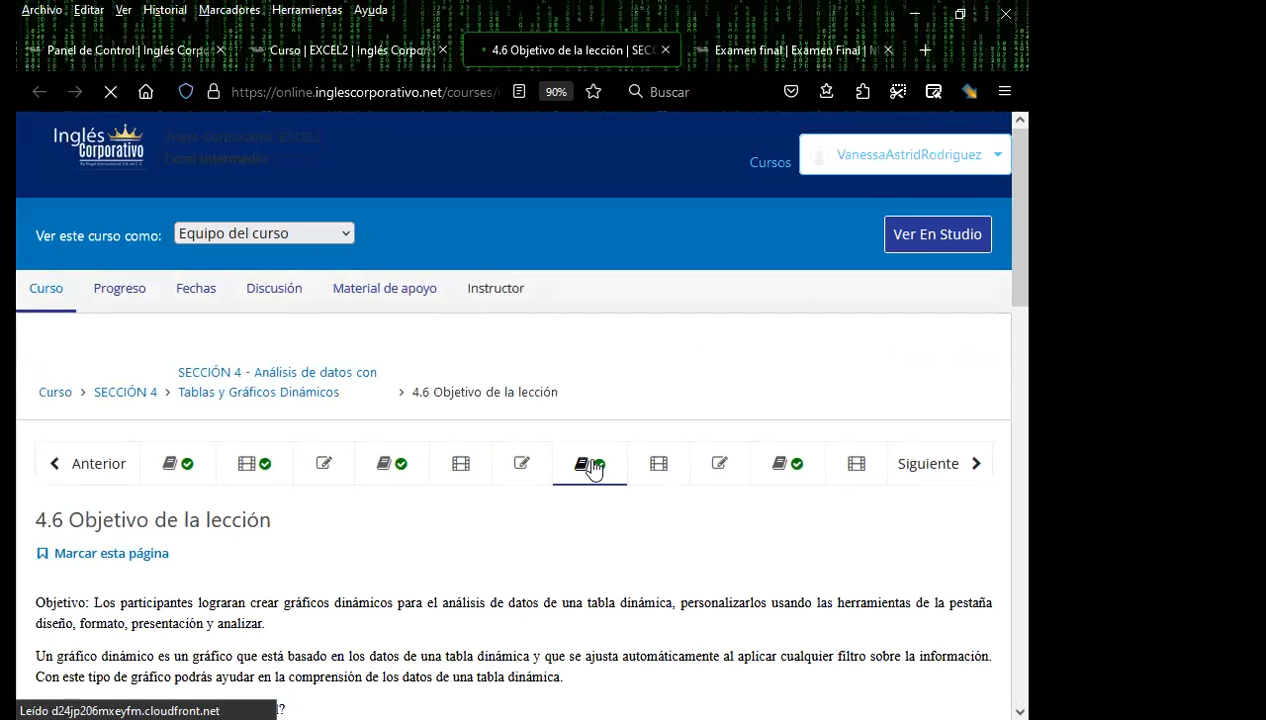 Archivo Editar Ver Historial Marcadores Herramientas Ayuda
Panel de Control | Inglés Corp Curso | EXCEL2 | Inglés Corpor 4.6 Objetivo de la lección | SEC Examen final | Examen Final | M
https://online.inglescorporativo.net/courses/ 90% Buscar
Inglés Corporativo
Inglés Corporativo: EXCEL2
Excel Intermedio
Cursos VanessaAstridRodriguez
Ver este curso como: Equipo del curso Ver En Studio
Curso Progreso Fechas Discusión Material de apoyo Instructor
Curso > SECCIÓN 4 > SECCIÓN 4 - Análisis de datos con
Tablas y Gráficos Dinámicos > 4.6 Objetivo de la lección
Anterior Siguiente
4.6 Objetivo de la lección
Marcar esta página
Objetivo: Los participantes lograran crear gráficos dinámicos para el análisis de datos de una tabla dinámica, personalizarlos usando las herramientas de la pestaña
diseño, formato, presentación y analizar.
Un gráfico dinámico es un gráfico que está basado en los datos de una tabla dinámica y que se ajusta automáticamente al aplicar cualquier filtro sobre la información.
Con este tipo de gráfico podrás ayudar en la comprensión de los datos de una tabla dinámica.
Leído d24jp206mxeyfm.cloudfront.net